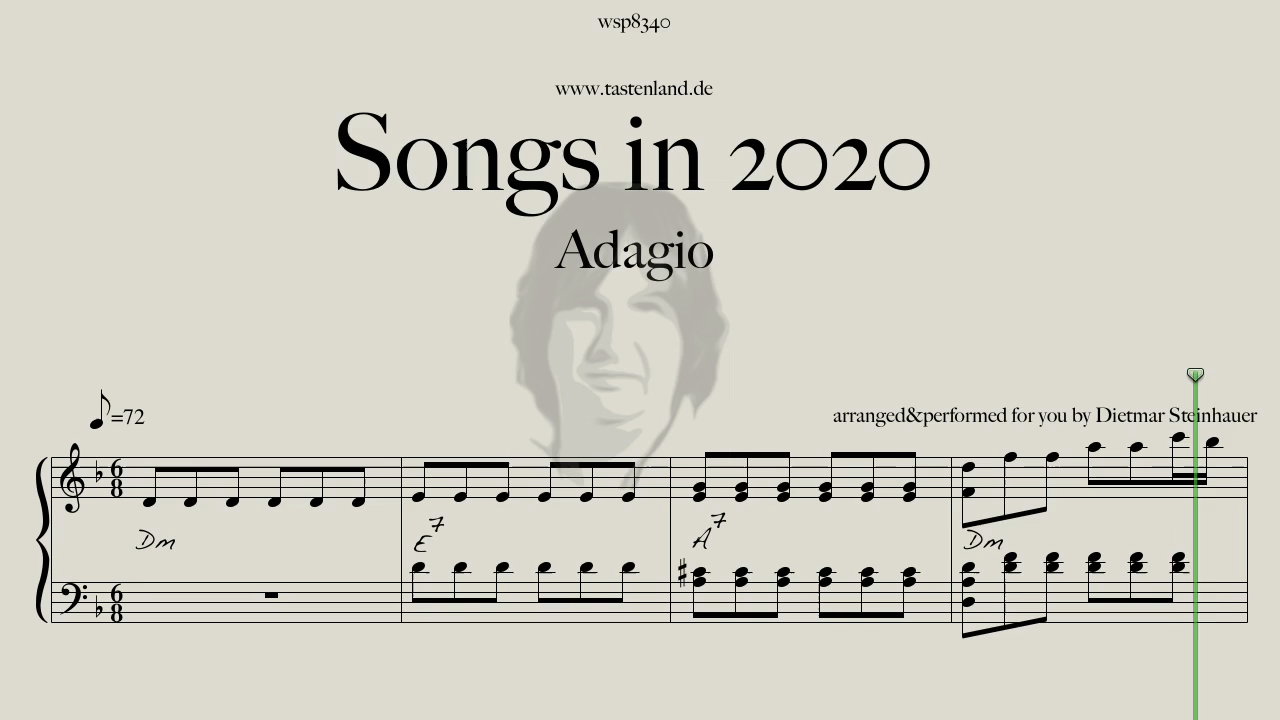 wsp8340
www.tastenland.de
Songs in 2020
Adagio
=72
arranged&performed for you by Dietmar Steinhauer
6
8
Dm
E7
A7
Dm
6
8